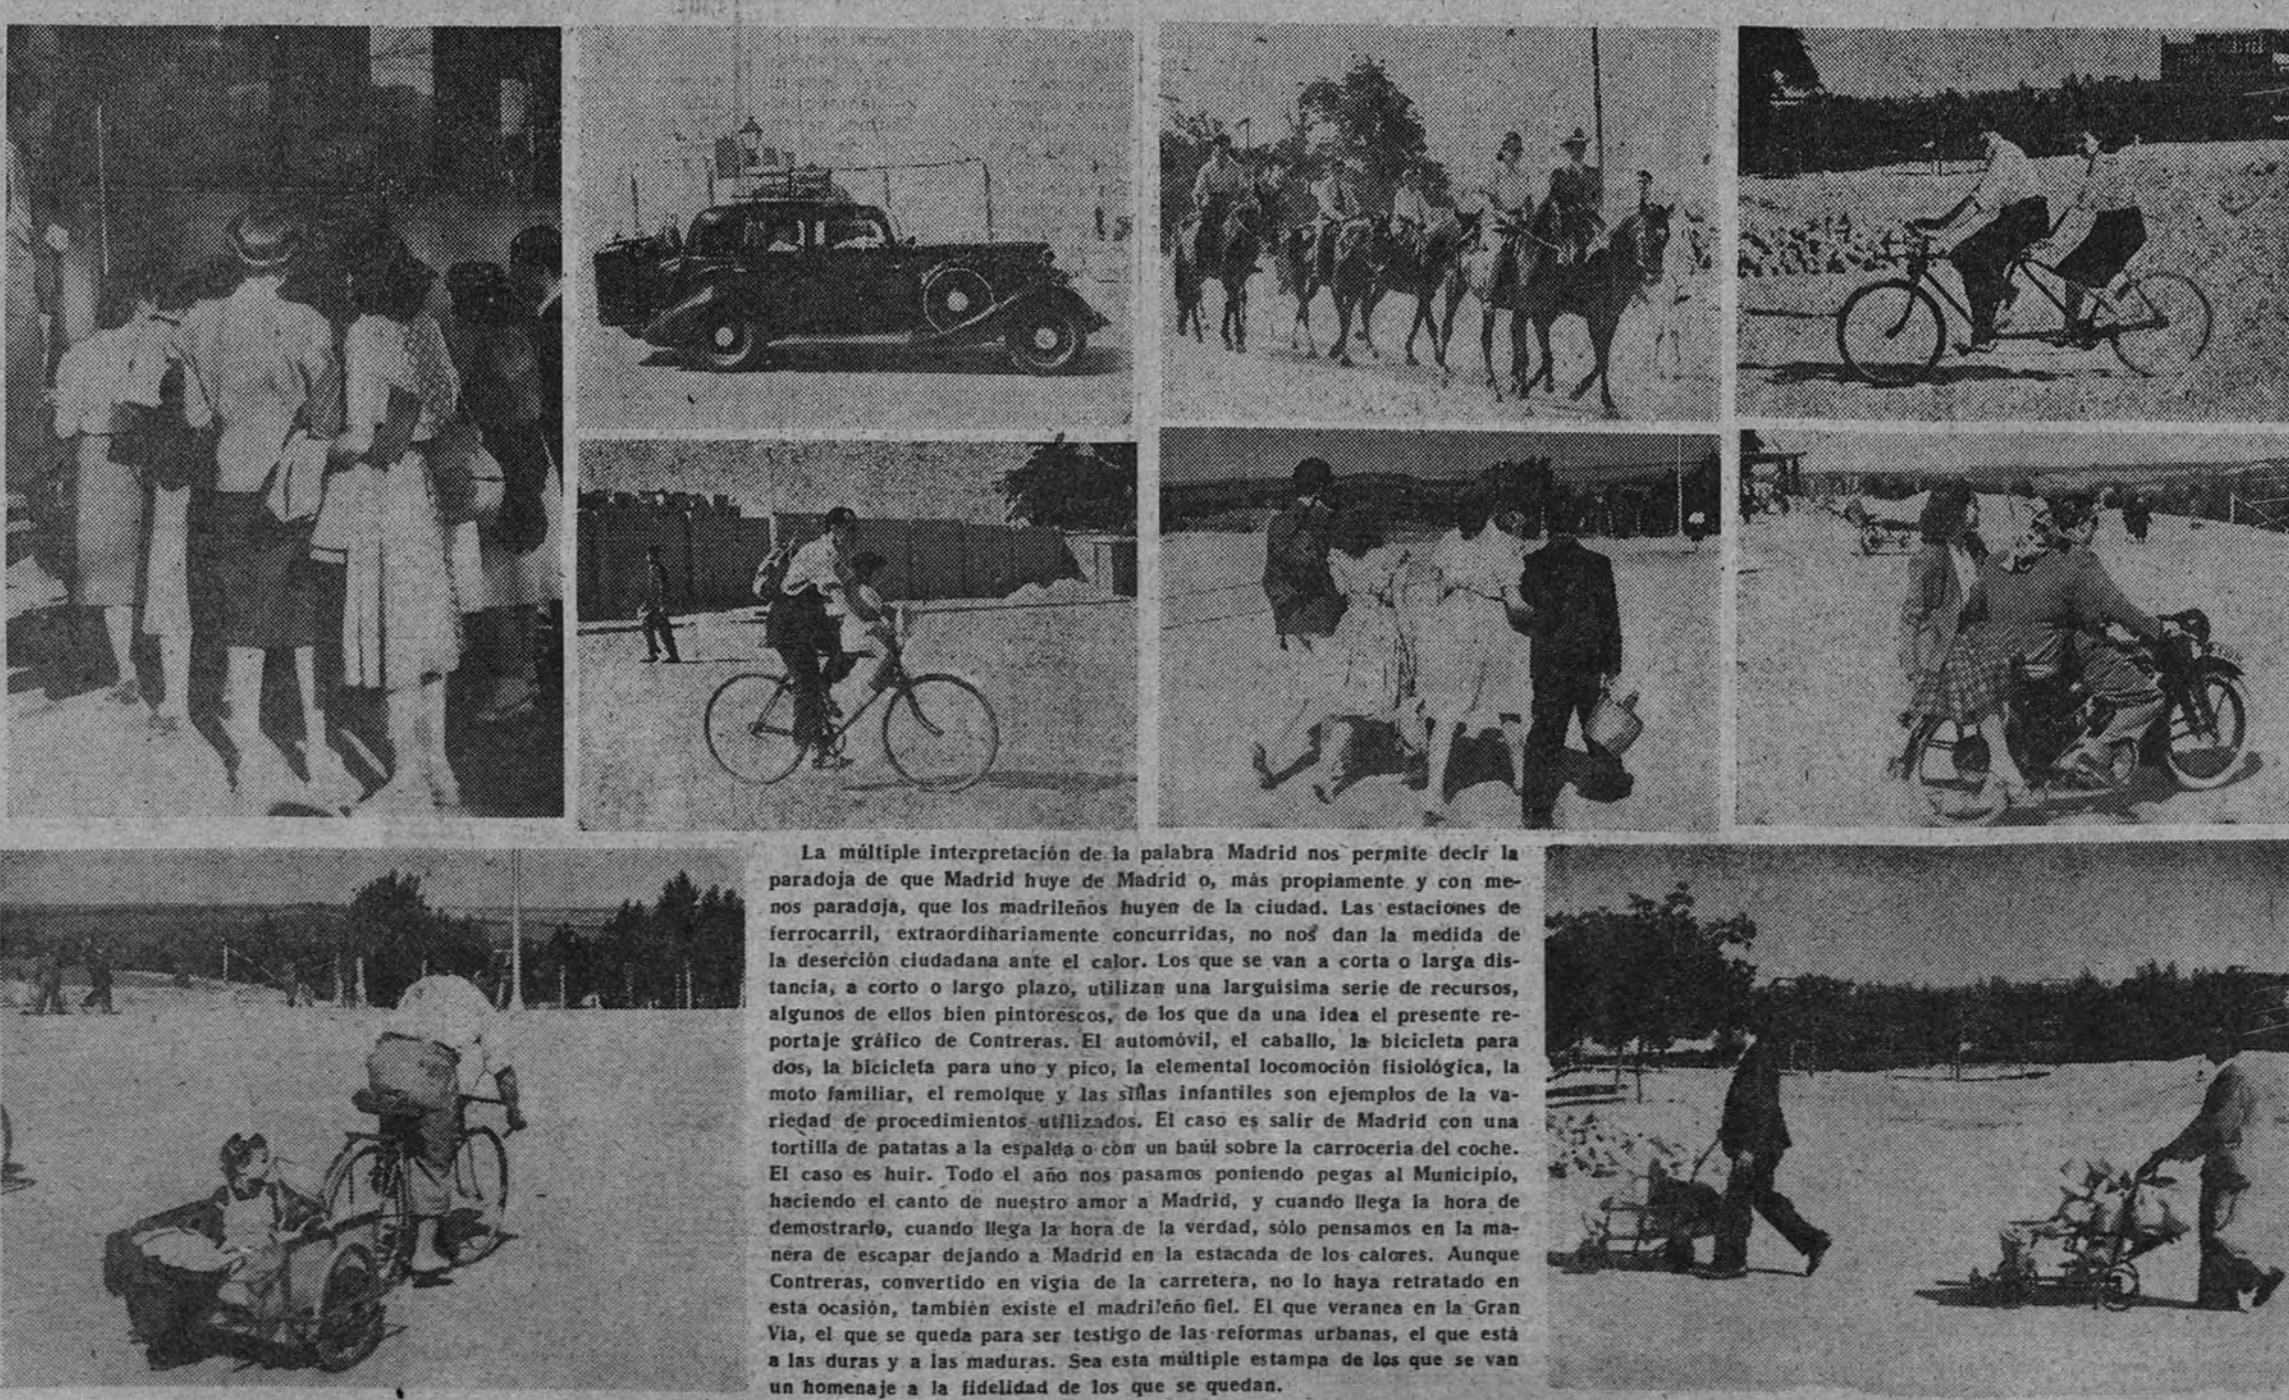 La múltiple interpretación de la palabra Madrid nos permite decir la
paradoja de que Madrid huye de Madrid o, más propiamente y con me-
nos paradoja, que los madrileños huyen de la ciudad. Las estaciones de
ferrocarril, extraordinariamente concurridas, no nos dan la medida de
la deserción ciudadana ante el calor. Los que se van a corta o larga dis-
tancia, a corto o largo plazo, utilizan una larguisima serie de recursos,
algunos de ellos bien pintorescos, de los que da una idea el presente re-
portaje gráfico de Contreras. El automóvil, el caballo, la bicicleta para
dos, la bicicleta para uno y pico, la elemental locomoción fisiológica, la
moto familiar, el remolque y las sillas infantiles son ejemplos de la va-
riedad de procedimientos utilizados. El caso es salir de Madrid con una
tortilla de patatas a la espalda o con un baúl sobre la carroceria del coche.
El caso es huir. Todo el año nos pasamos poniendo pegas al Municipio,
haciendo el canto de nuestro amor a Madrid, y cuando llega la hora de
demostrarlo, cuando llega la hora de la verdad, sólo pensamos en la ma-
nera de escapar dejando a Madrid en la estacada de los calores. Aunque
Contreras, convertido en vigia de la carretera, no lo haya retratado en
esta ocasión, también existe el madrileño fiel. El que veranea en la Gran
Via, el que se queda para ser testigo de las reformas urbanas, el que está
a las duras y a las maduras. Sea esta múltiple estampa de los que se van
un homenaje a la fidelidad de los que se quedan.